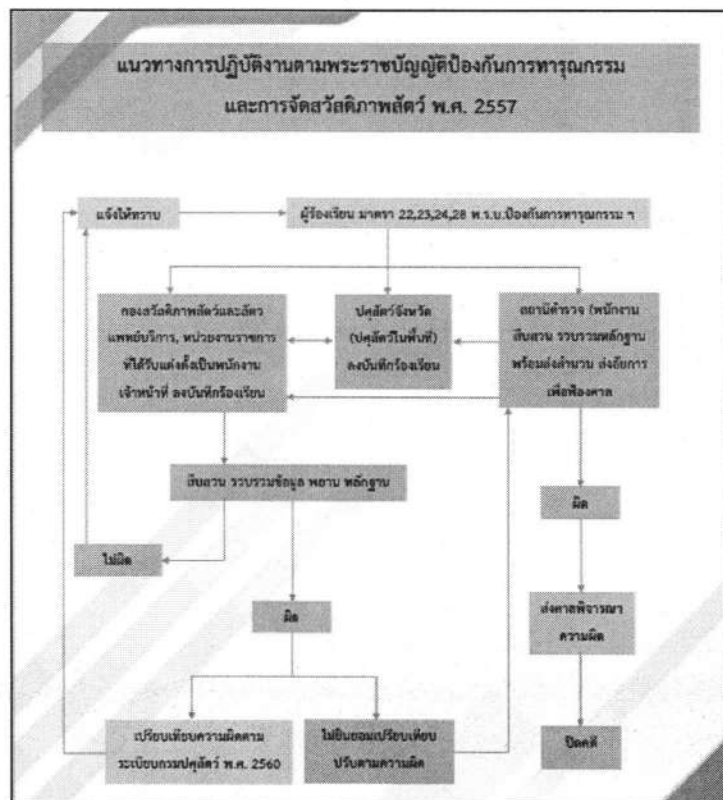 แนวทางการปฏิบัติงานตามพระราชบัญญัติป้องกันการทารุณกรรม
และการจัดสวัสดิภาพสัตว์ พ.ศ. 2557
แจ้งให้ทราบ
ผู้ร้องเรียน มาตรา 22,23,24,28 พ.ร.บ.ป้องกันการทารุณกรรม ฯ
กองสวัสดิภาพสัตว์และสัตว
แพทย์บริการ, หน่วยงานราชการ
ที่ได้รับแต่งตั้งเป็นพนักงาน
เจ้าหน้าที่ ลงบันทึกร้องเรียน
ปศุสัตว์จังหวัด
(ปศุสัตว์ในพื้นที่)
ลงบันทึกร้องเรียน
สถานีตำรวจ (พนักงาน
สืบสวน รวบรวมหลักฐาน
พร้อมส่งสำนวน ส่งอัยการ
เพื่อฟ้องศาล
สืบสวน รวบรวมข้อมูล พยาน หลักฐาน
ผิด
ไม่ผิด
ส่งศาลพิจารณา
ความผิด
ผิด
เปรียบเทียบความผิดตาม
ระเบียบกรมปศุสัตว์ พ.ศ. 2560
ไม่ยินยอมเปรียบเทียบ
ปรับตามความผิด
ปิดคดี